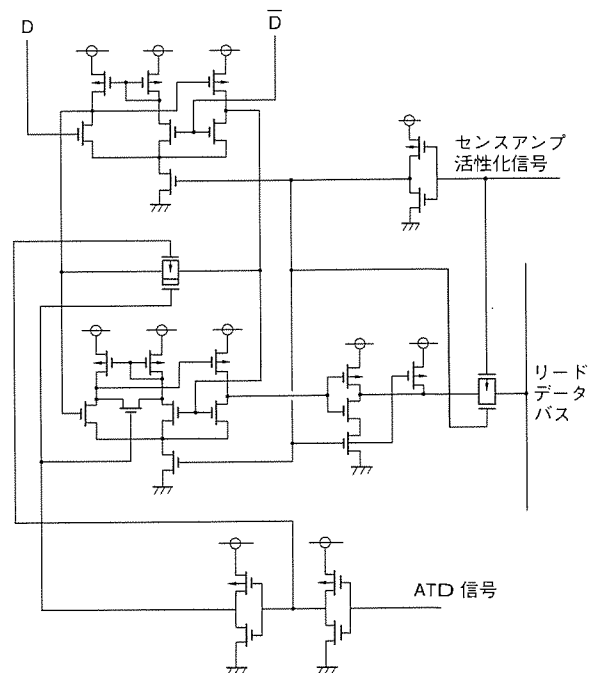 D
D̅
センスアンプ
活性化信号
リード
データ
バス
ATD 信号